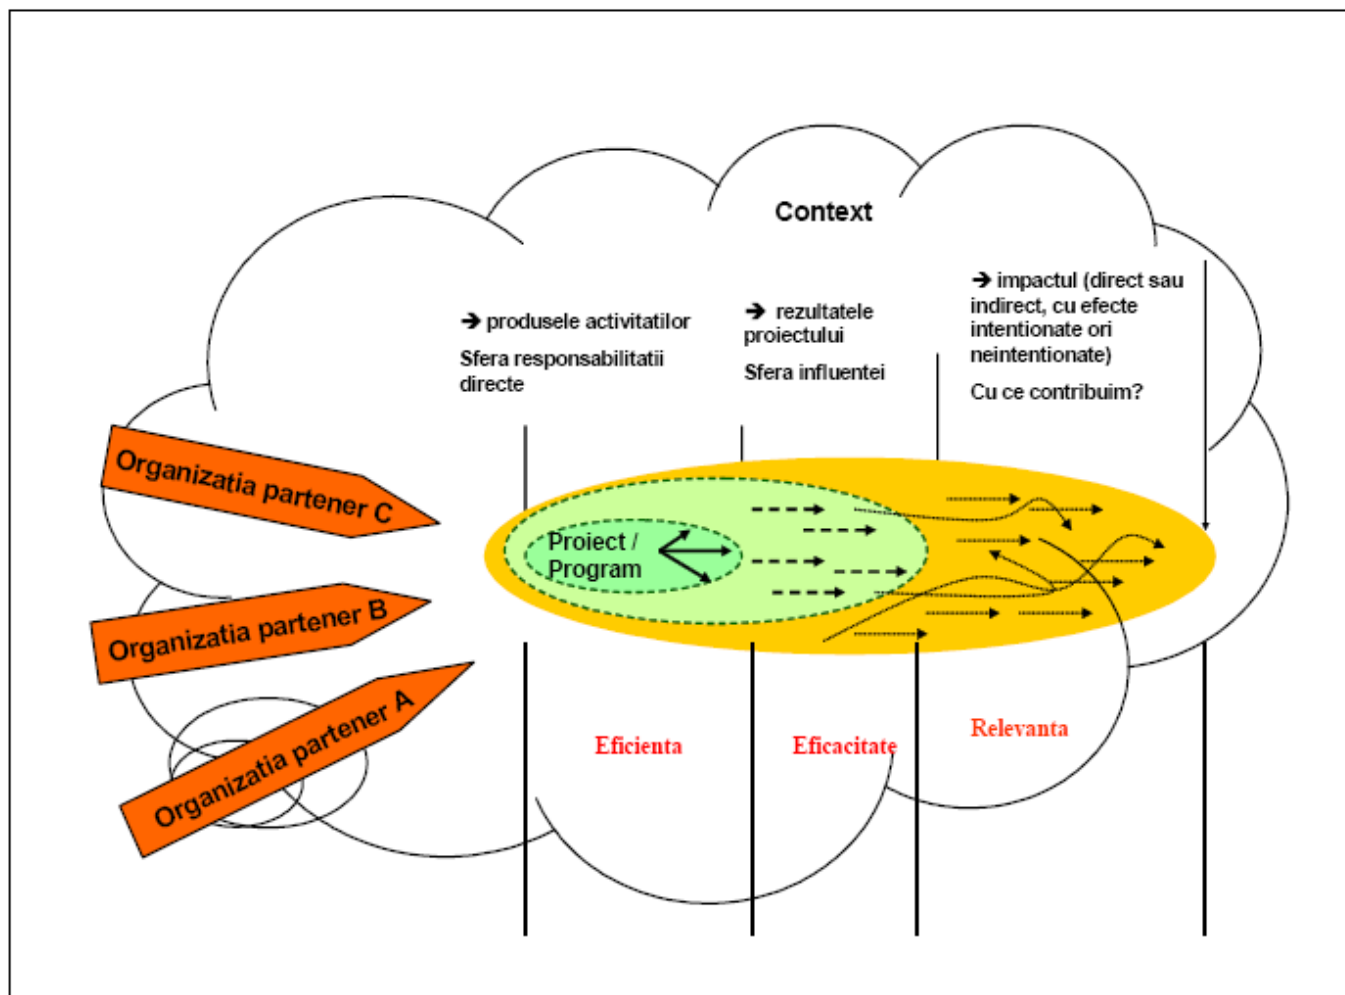 Context
➔ produsele activitatilor
Sfera responsabilitatii
directe
➔ rezultatele
proiectului
Sfera influentei
➔ impactul (direct sau
indirect, cu efecte
intentionate ori
neintentionate)
Cu ce contribuim?
Organizatia partener C
Organizatia partener B
Organizatia partener A
Proiect /
Program
Eficienta
Eficacitate
Relevanta